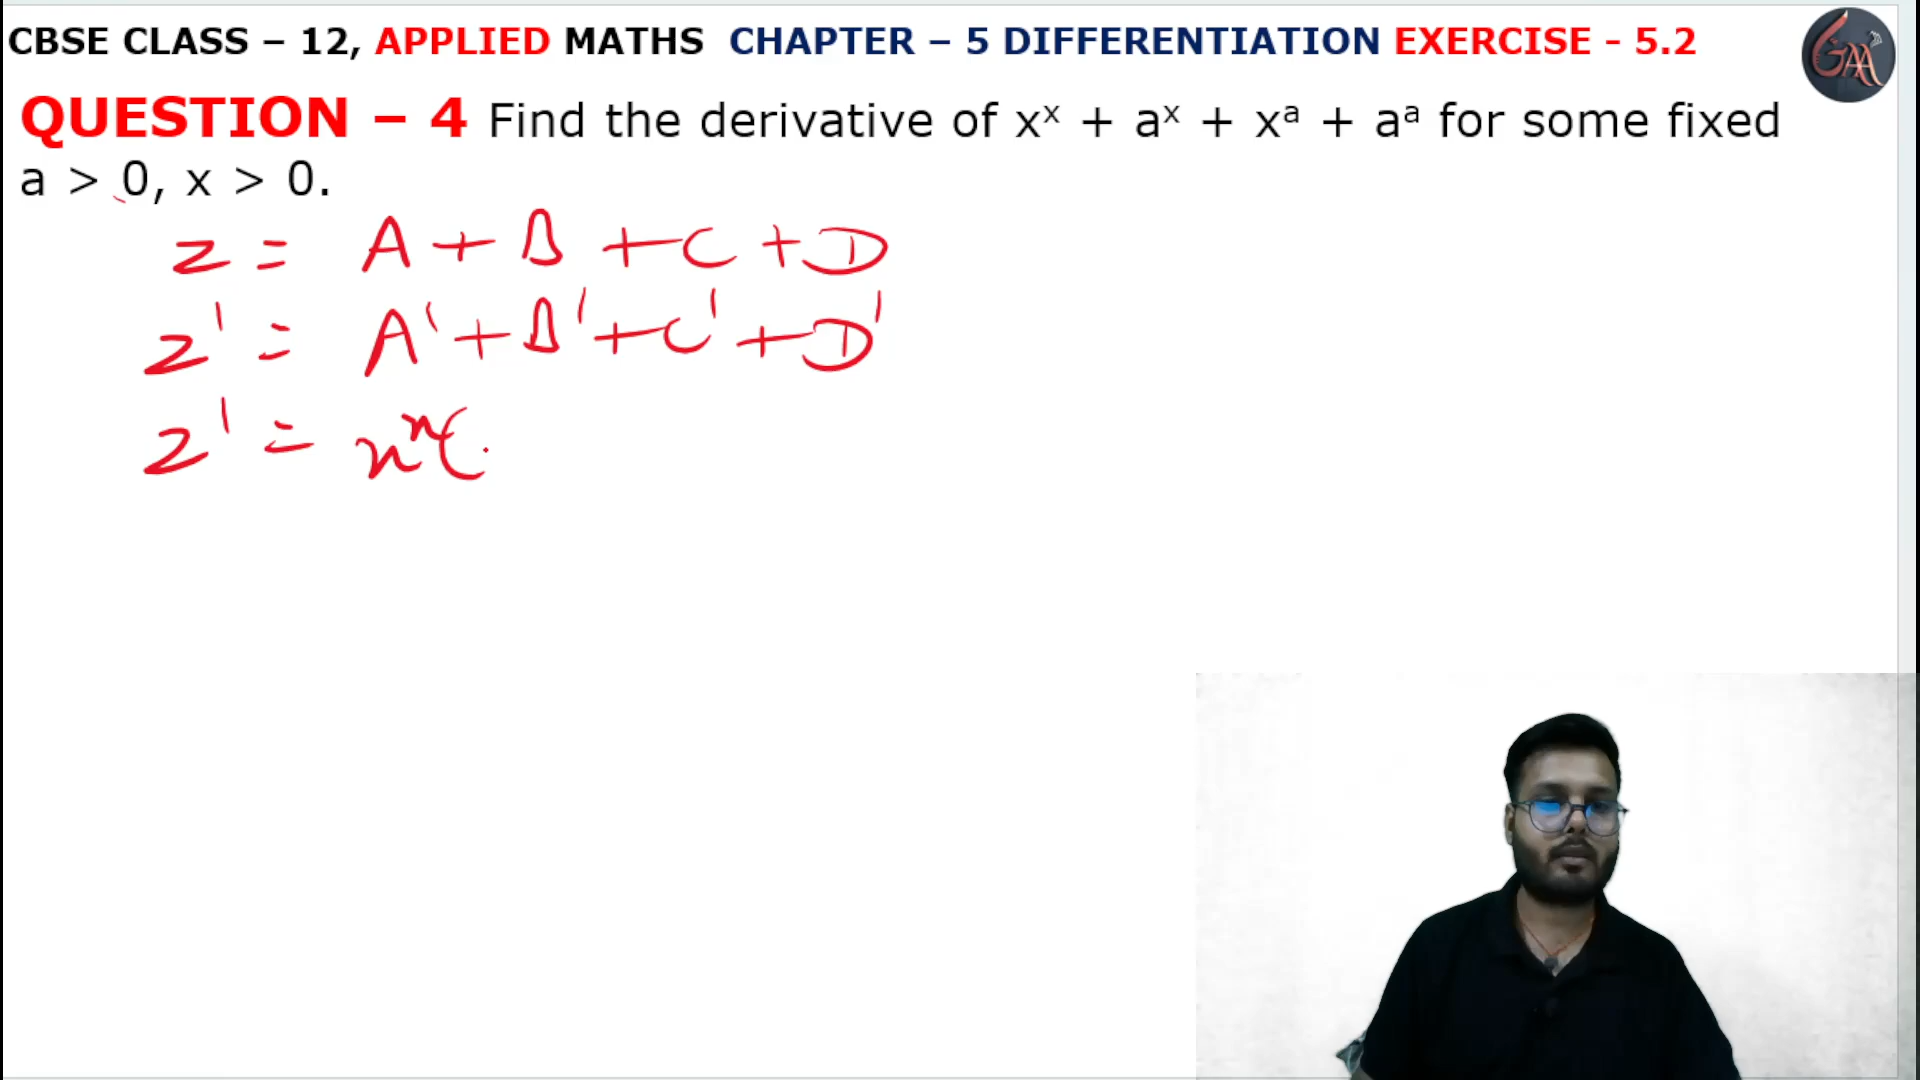 CBSE CLASS – 12, APPLIED MATHS CHAPTER – 5 DIFFERENTIATION EXERCISE - 5.2
QUESTION – 4 Find the derivative of xˣ + aˣ + xᵃ + aᵃ for some fixed
a > 0, x > 0.
z = A + B + C + D
z' = A' + B' + C' + D'
z' = xˣ(
GAA